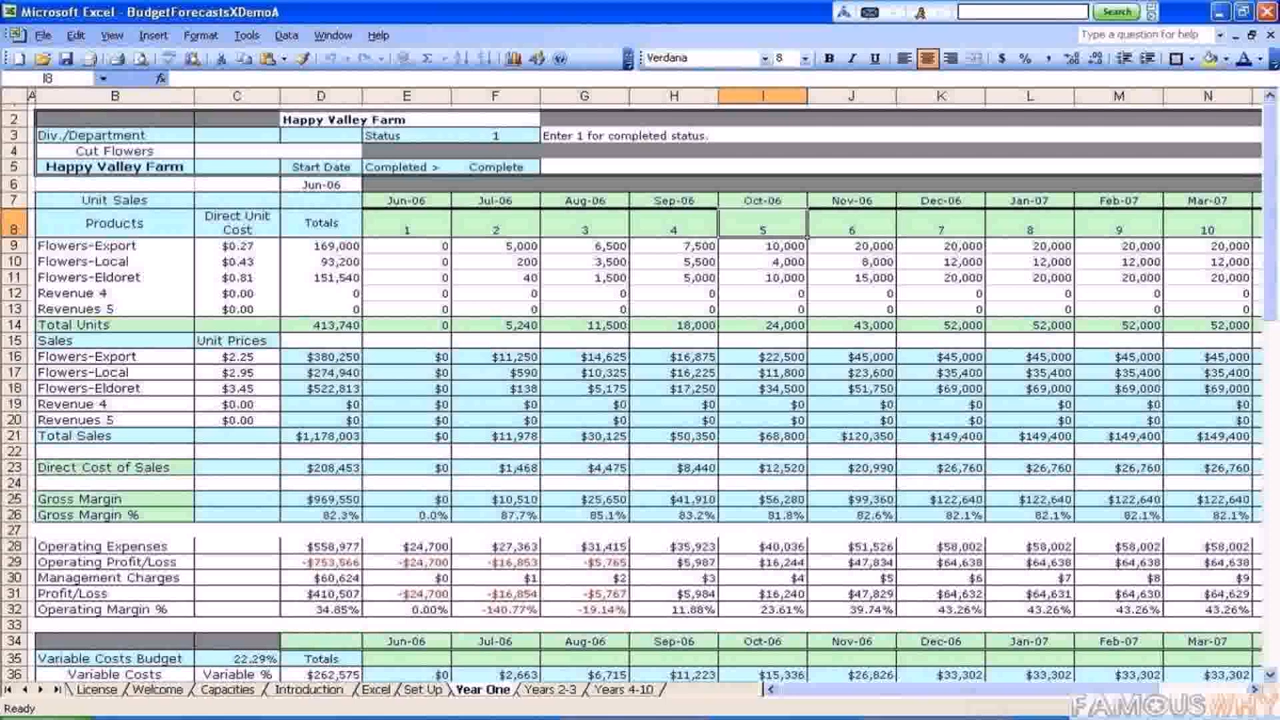 Microsoft Excel - BudgetForecastsXDemoA Search
File Edit View Insert Format Tools Data Window Help Type a question for help
Verdana 8 B I U $ %
I8 fx
A B C D E F G H I J K L M N
2 Happy Valley Farm
3 Div./Department Status 1 Enter 1 for completed status.
4 Cut Flowers
5 Happy Valley Farm Start Date Completed > Complete
6 Jun-06
7 Unit Sales Jun-06 Jul-06 Aug-06 Sep-06 Oct-06 Nov-06 Dec-06 Jan-07 Feb-07 Mar-07
8 Products Direct Unit Cost Totals 1 2 3 4 5 6 7 8 9 10
9 Flowers-Export $0.27 169,000 0 5,000 6,500 7,500 10,000 20,000 20,000 20,000 20,000 20,000
10 Flowers-Local $0.43 93,200 0 200 3,500 5,500 4,000 8,000 12,000 12,000 12,000 12,000
11 Flowers-Eldoret $0.81 151,540 0 40 1,500 5,000 10,000 15,000 20,000 20,000 20,000 20,000
12 Revenue 4 $0.00 0 0 0 0 0 0 0 0 0 0 0
13 Revenues 5 $0.00 0 0 0 0 0 0 0 0 0 0 0
14 Total Units 413,740 0 5,240 11,500 18,000 24,000 43,000 52,000 52,000 52,000 52,000
15 Sales Unit Prices
16 Flowers-Export $2.25 $380,250 $0 $11,250 $14,625 $16,875 $22,500 $45,000 $45,000 $45,000 $45,000 $45,000
17 Flowers-Local $2.95 $274,940 $0 $590 $10,325 $16,225 $11,800 $23,600 $35,400 $35,400 $35,400 $35,400
18 Flowers-Eldoret $3.45 $522,813 $0 $138 $5,175 $17,250 $34,500 $51,750 $69,000 $69,000 $69,000 $69,000
19 Revenue 4 $0.00 $0 $0 $0 $0 $0 $0 $0 $0 $0 $0 $0
20 Revenues 5 $0.00 $0 $0 $0 $0 $0 $0 $0 $0 $0 $0 $0
21 Total Sales $1,178,003 $0 $11,978 $30,125 $50,350 $68,800 $120,350 $149,400 $149,400 $149,400 $149,400
22
23 Direct Cost of Sales $208,453 $0 $1,468 $4,475 $8,440 $12,520 $20,990 $26,760 $26,760 $26,760 $26,760
24
25 Gross Margin $969,550 $0 $10,510 $25,650 $41,910 $56,280 $99,360 $122,640 $122,640 $122,640 $122,640
26 Gross Margin % 82.3% 0.0% 87.7% 85.1% 83.2% 81.8% 82.6% 82.1% 82.1% 82.1% 82.1%
27
28 Operating Expenses $558,977 $24,700 $27,363 $31,415 $35,923 $40,036 $51,526 $58,002 $58,002 $58,002 $58,002
29 Operating Profit/Loss -$753,566 -$24,700 -$16,853 -$5,765 $5,987 $16,244 $47,834 $64,638 $64,638 $64,638 $64,638
30 Management Charges $60,624 $0 $1 $2 $3 $4 $5 $6 $7 $8 $9
31 Profit/Loss $410,507 -$24,700 -$16,854 -$5,767 $5,984 $16,240 $47,829 $64,632 $64,631 $64,630 $64,629
32 Operating Margin % 34.85% 0.00% -140.77% -19.14% 11.88% 23.61% 39.74% 43.26% 43.26% 43.26% 43.26%
33
34 Jun-06 Jul-06 Aug-06 Sep-06 Oct-06 Nov-06 Dec-06 Jan-07 Feb-07 Mar-07
35 Variable Costs Budget 22.29% Totals
36 Variable Costs Variable % $262,575 $0 $2,663 $6,715 $11,223 $15,336 $26,826 $33,302 $33,302 $33,302 $33,302
License Welcome Capacities Introduction Excel Set Up Year One Years 2-3 Years 4-10
Ready
FAMOUSWHY